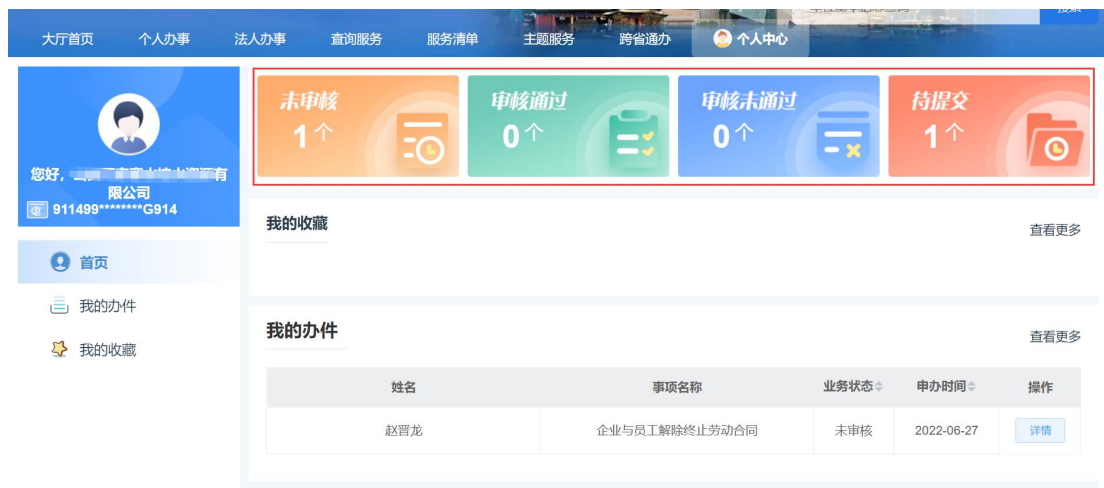 大厅首页 个人办事 法人办事 查询服务 服务清单 主题服务 跨省通办 个人中心
未审核
1个
审核通过
0个
审核未通过
0个
待提交
1个
您好，
有
限公司
911499********G914
首页
我的办件
我的收藏
我的收藏 查看更多
我的办件 查看更多
姓名 事项名称 业务状态 申办时间 操作
赵晋龙 企业与员工解除终止劳动合同 未审核 2022-06-27 详情